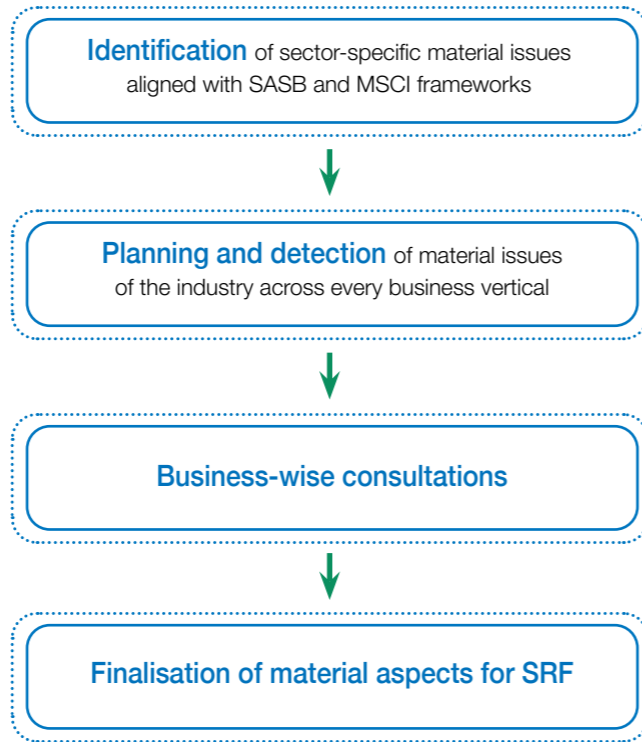 Identification of sector-specific material issues
aligned with SASB and MSCI frameworks
Planning and detection of material issues
of the industry across every business vertical
Business-wise consultations
Finalisation of material aspects for SRF